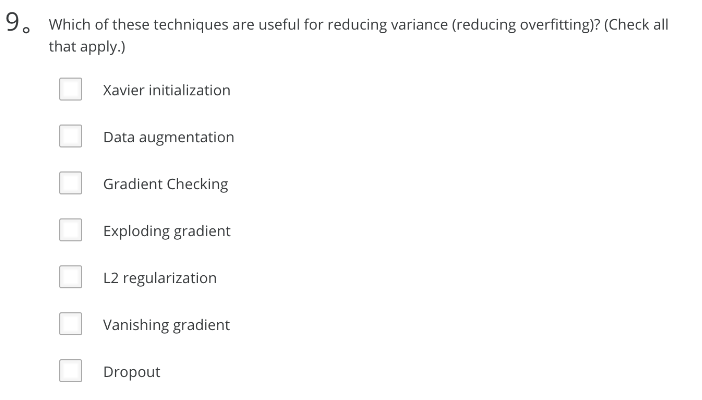 9。 Which of these techniques are useful for reducing variance (reducing overfitting)? (Check all
that apply.)
Xavier initialization
Data augmentation
Gradient Checking
Exploding gradient
L2 regularization
Vanishing gradient
Dropout